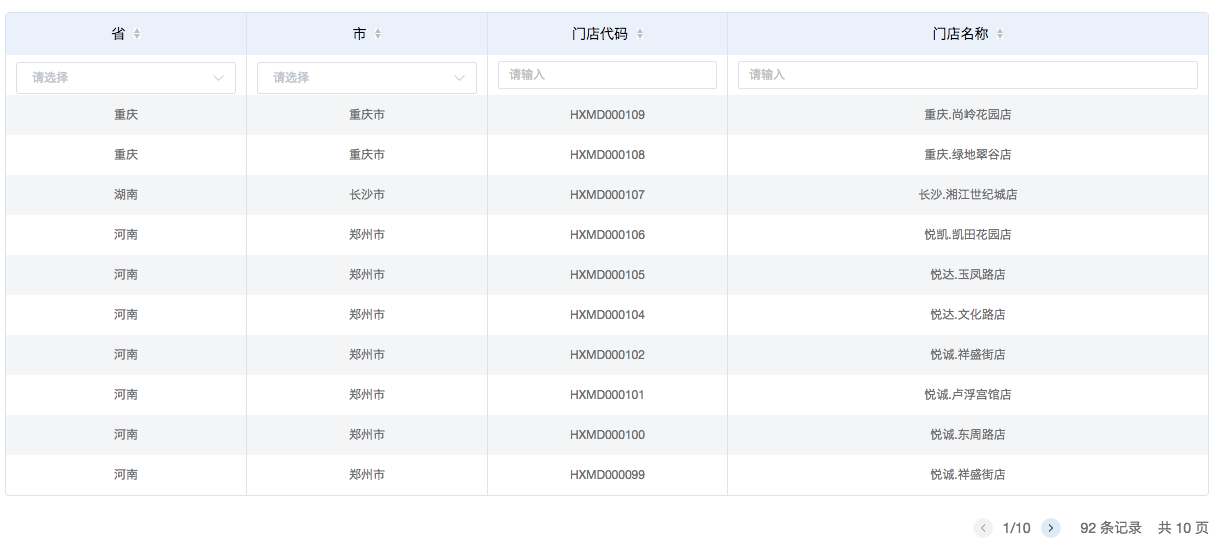 省 市 门店代码 门店名称
请选择 请选择 请输入 请输入
重庆 重庆市 HXMD000109 重庆.尚岭花园店
重庆 重庆市 HXMD000108 重庆.绿地翠谷店
湖南 长沙市 HXMD000107 长沙.湘江世纪城店
河南 郑州市 HXMD000106 悦凯.凯田花园店
河南 郑州市 HXMD000105 悦达.玉凤路店
河南 郑州市 HXMD000104 悦达.文化路店
河南 郑州市 HXMD000102 悦诚.祥盛街店
河南 郑州市 HXMD000101 悦诚.卢浮宫馆店
河南 郑州市 HXMD000100 悦诚.东周路店
河南 郑州市 HXMD000099 悦诚.祥盛街店
1/10 92 条记录 共 10 页